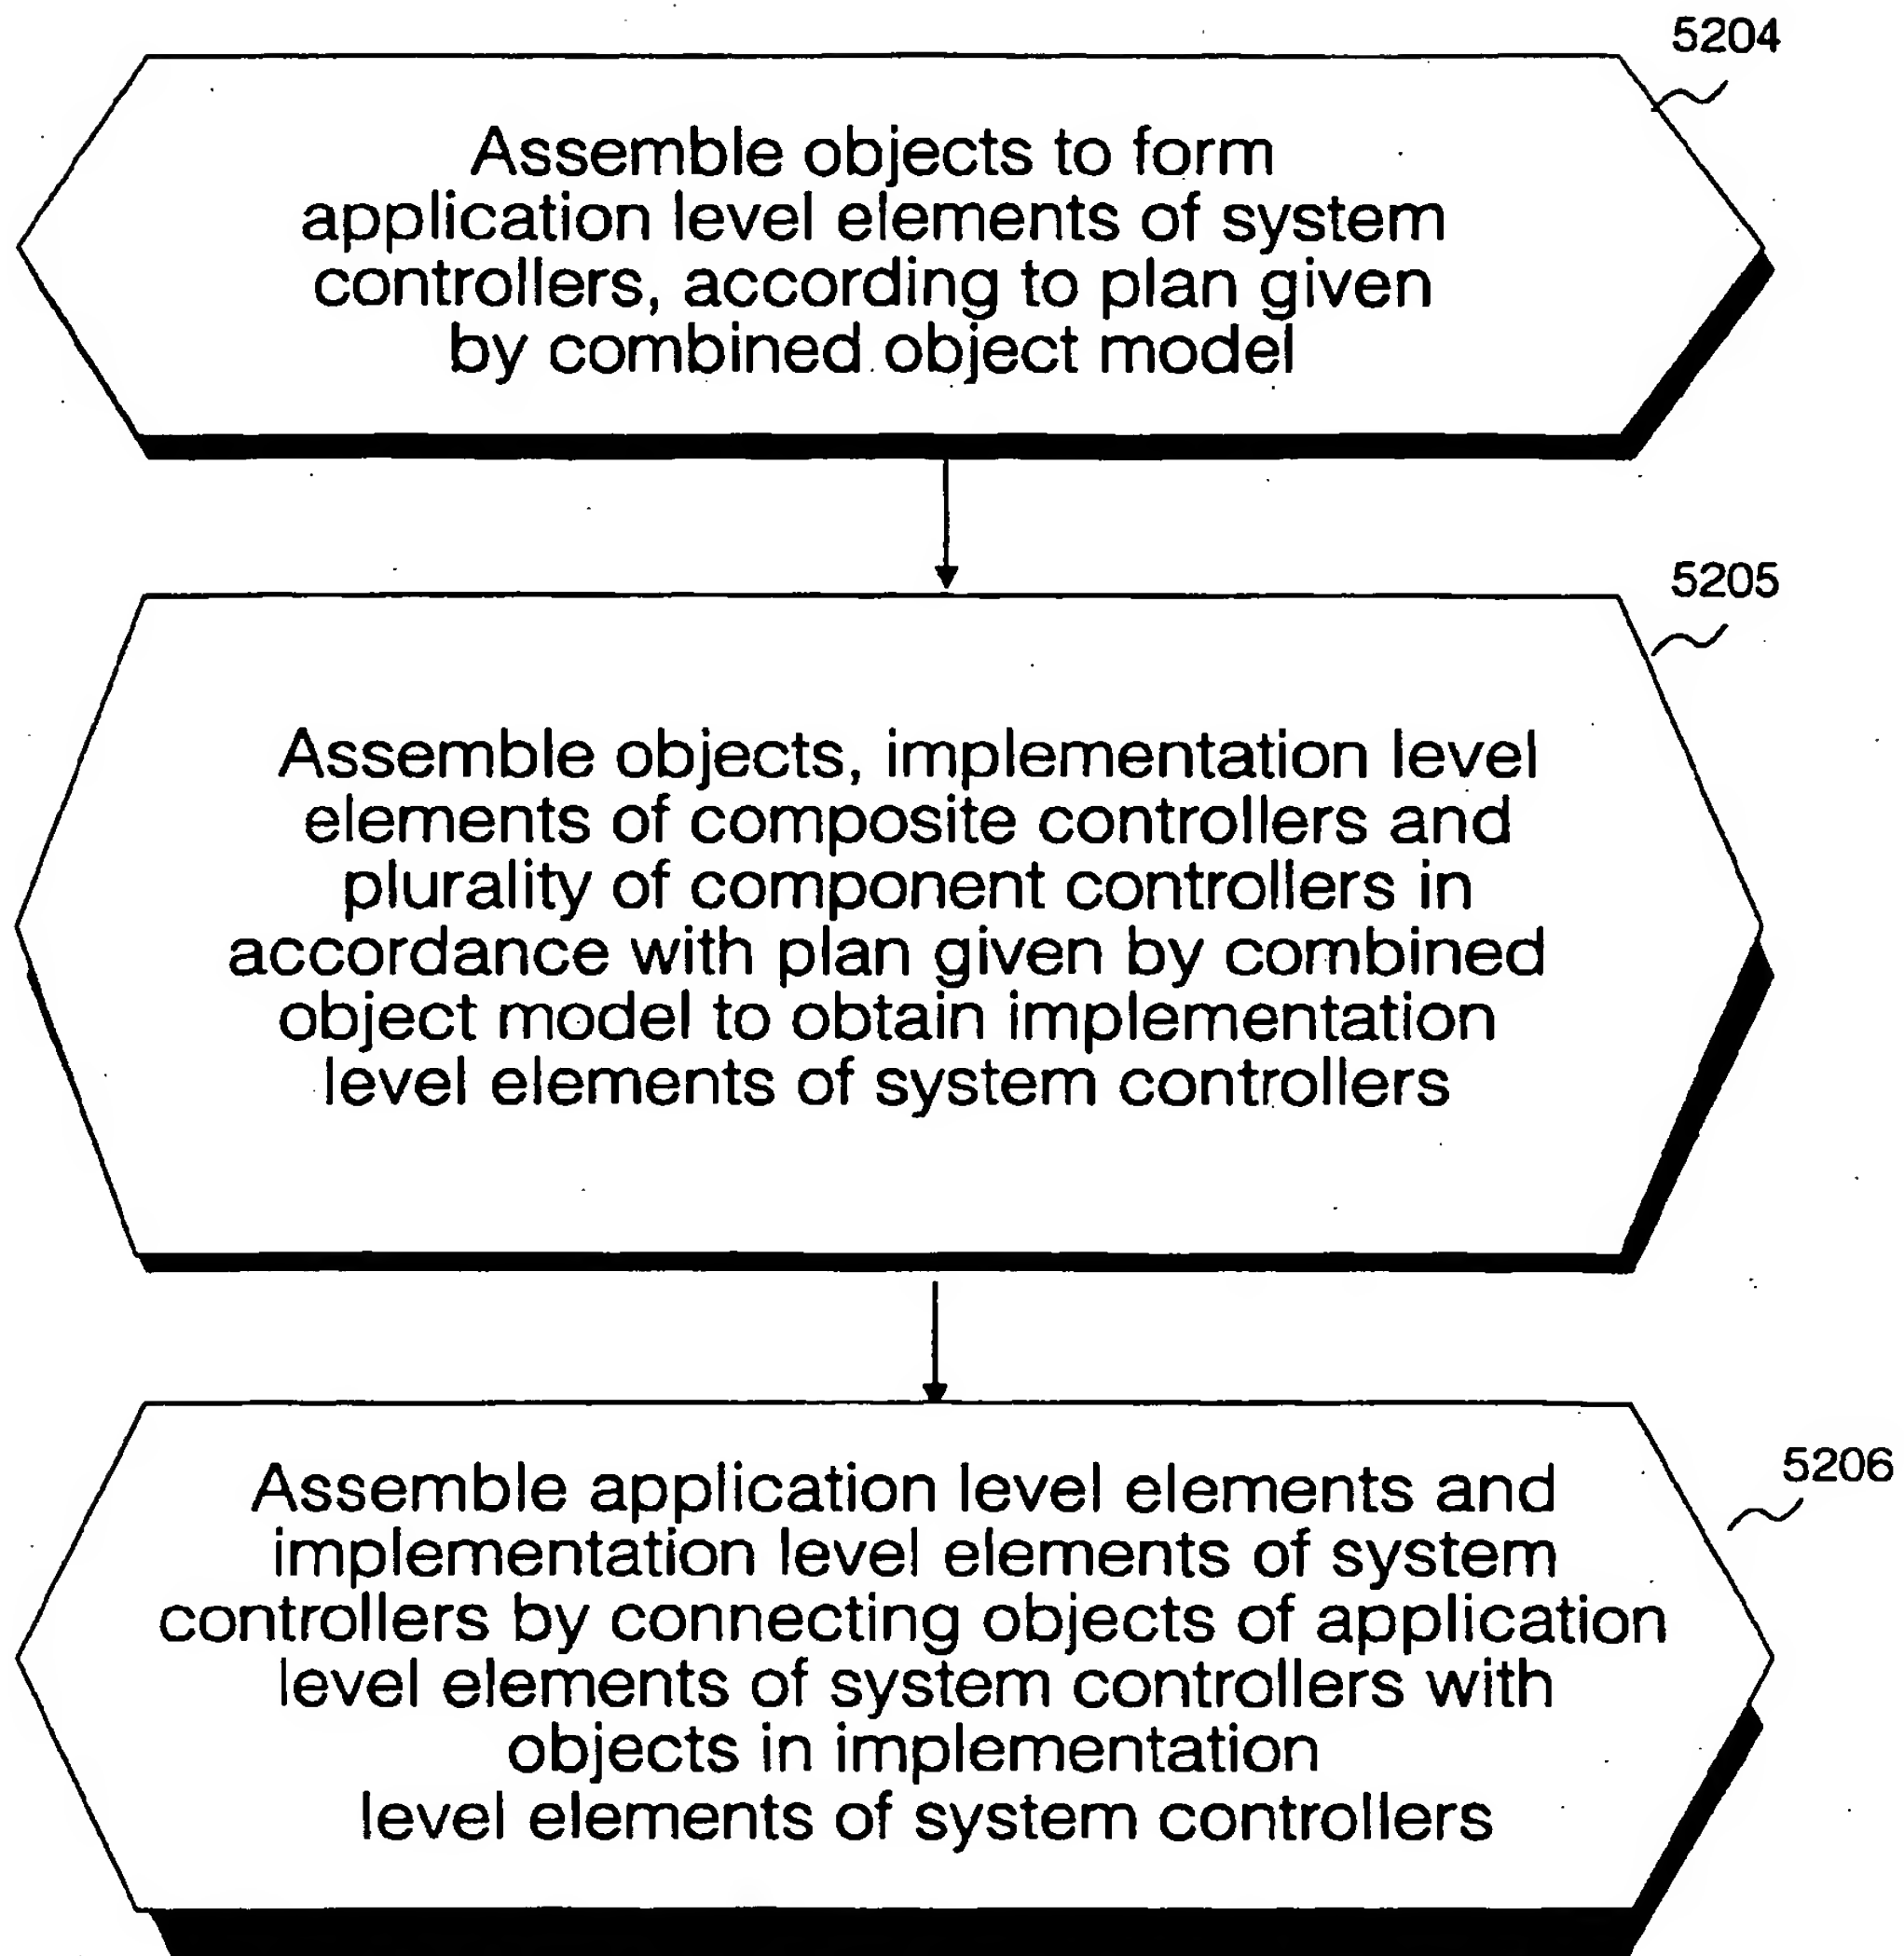 5204
Assemble objects to form
application level elements of system
controllers, according to plan given
by combined object model
5205
Assemble objects, implementation level
elements of composite controllers and
plurality of component controllers in
accordance with plan given by combined
object model to obtain implementation
level elements of system controllers
5206
Assemble application level elements and
implementation level elements of system
controllers by connecting objects of application
level elements of system controllers with
objects in implementation
level elements of system controllers